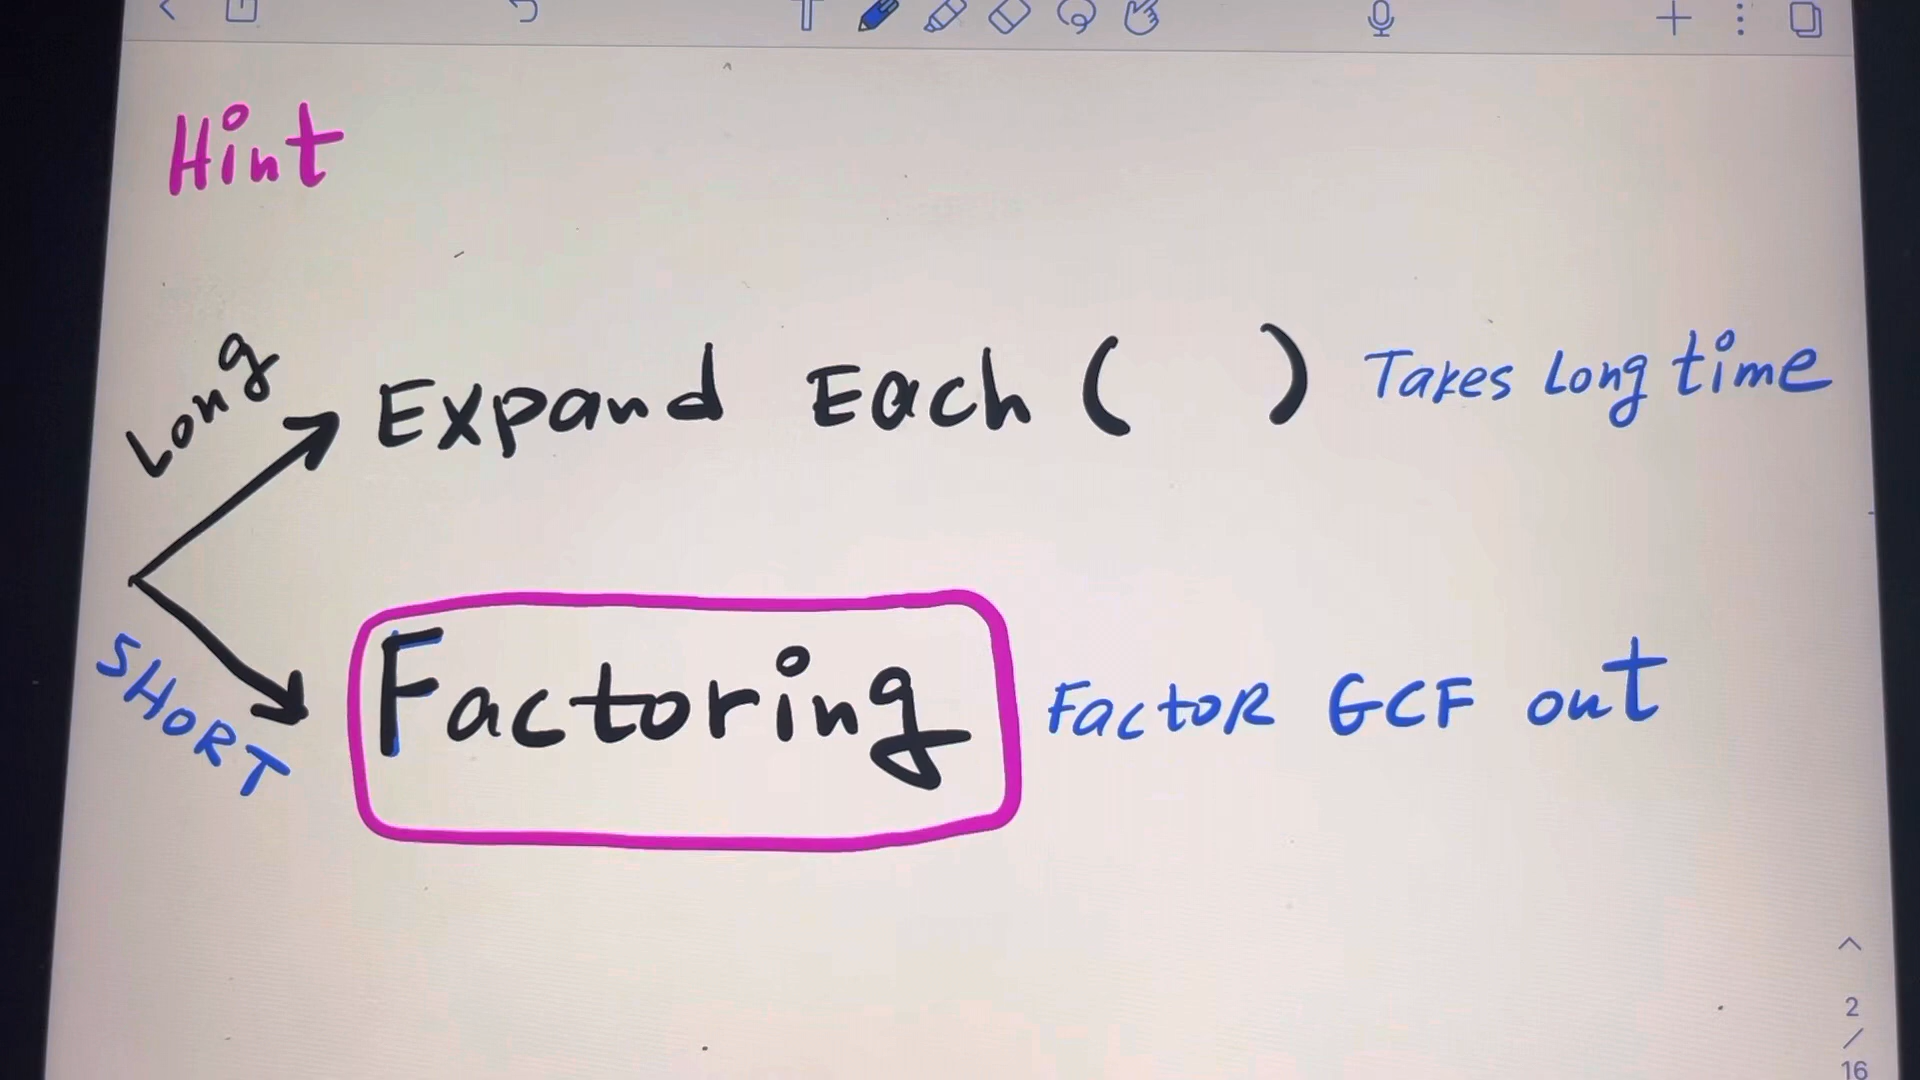 Hint
Long
Expand Each ( ) Takes Long time
SHORT
Factoring FactoR GCF out
2
/
16